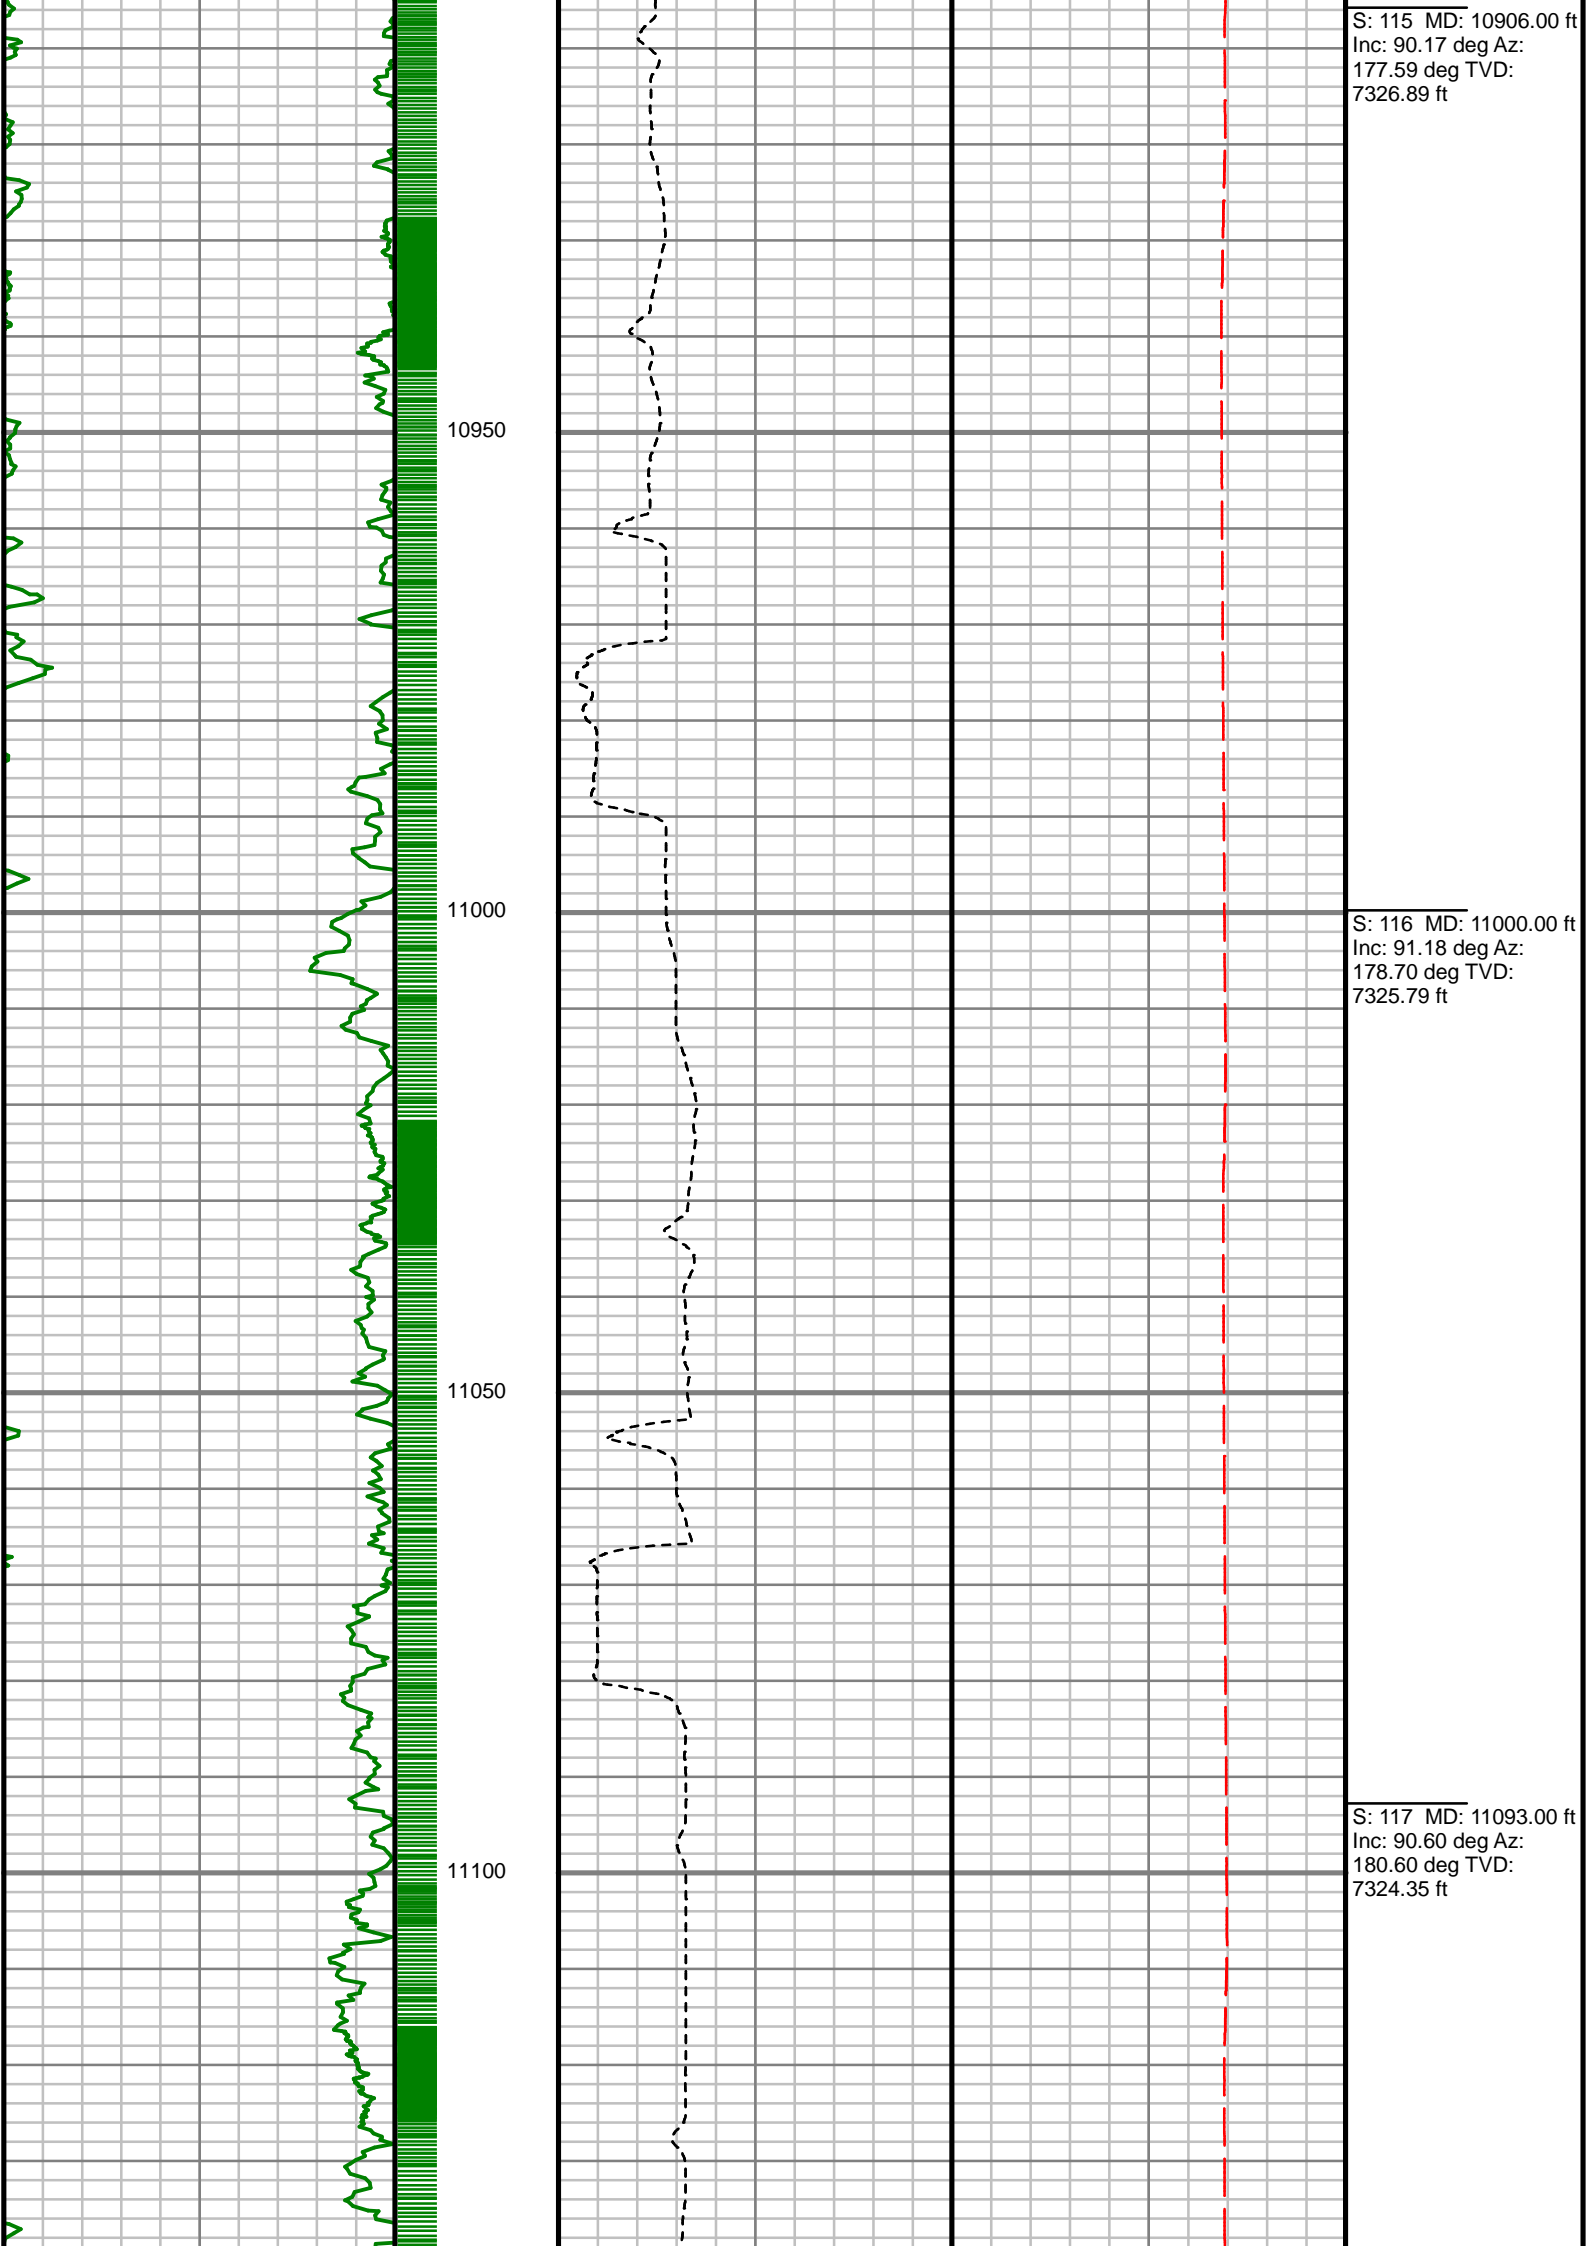 S: 115 MD: 10906.00 ft
Inc: 90.17 deg Az:
177.59 deg TVD:
7326.89 ft
10950
11000
S: 116 MD: 11000.00 ft
Inc: 91.18 deg Az:
178.70 deg TVD:
7325.79 ft
11050
S: 117 MD: 11093.00 ft
Inc: 90.60 deg Az:
180.60 deg TVD:
7324.35 ft
11100